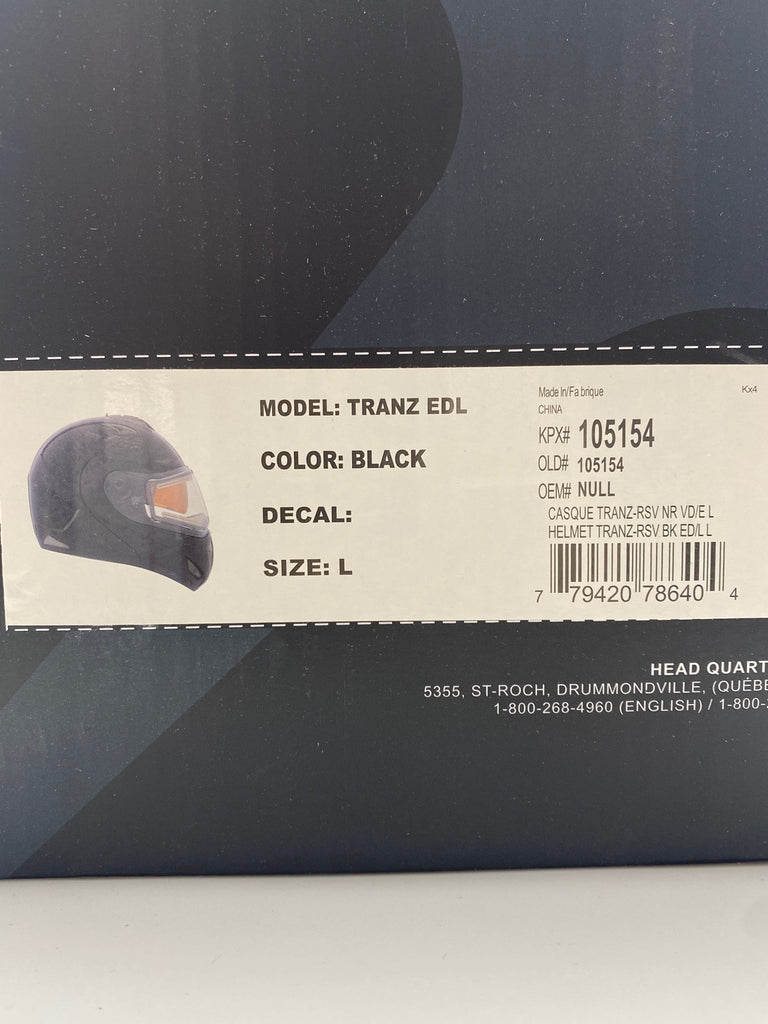 MODEL: TRANZ EDL
COLOR: BLACK
DECAL:
SIZE: L
Made In/Fabrique
CHINA
Kx4
KPX# 105154
OLD# 105154
OEM# NULL
CASQUE TRANZ-RSV NR VD/E L
HELMET TRANZ-RSV BK ED/L L
7 79420 78640 4
HEAD QUART
5355, ST-ROCH, DRUMMONDVILLE, (QUÉBE
1-800-268-4960 (ENGLISH) / 1-800-